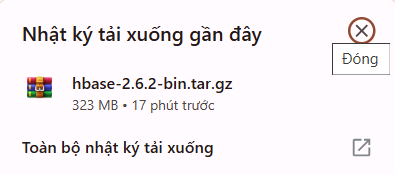 Nhật ký tải xuống gần đây
Đóng
hbase-2.6.2-bin.tar.gz
323 MB • 17 phút trước
Toàn bộ nhật ký tải xuống